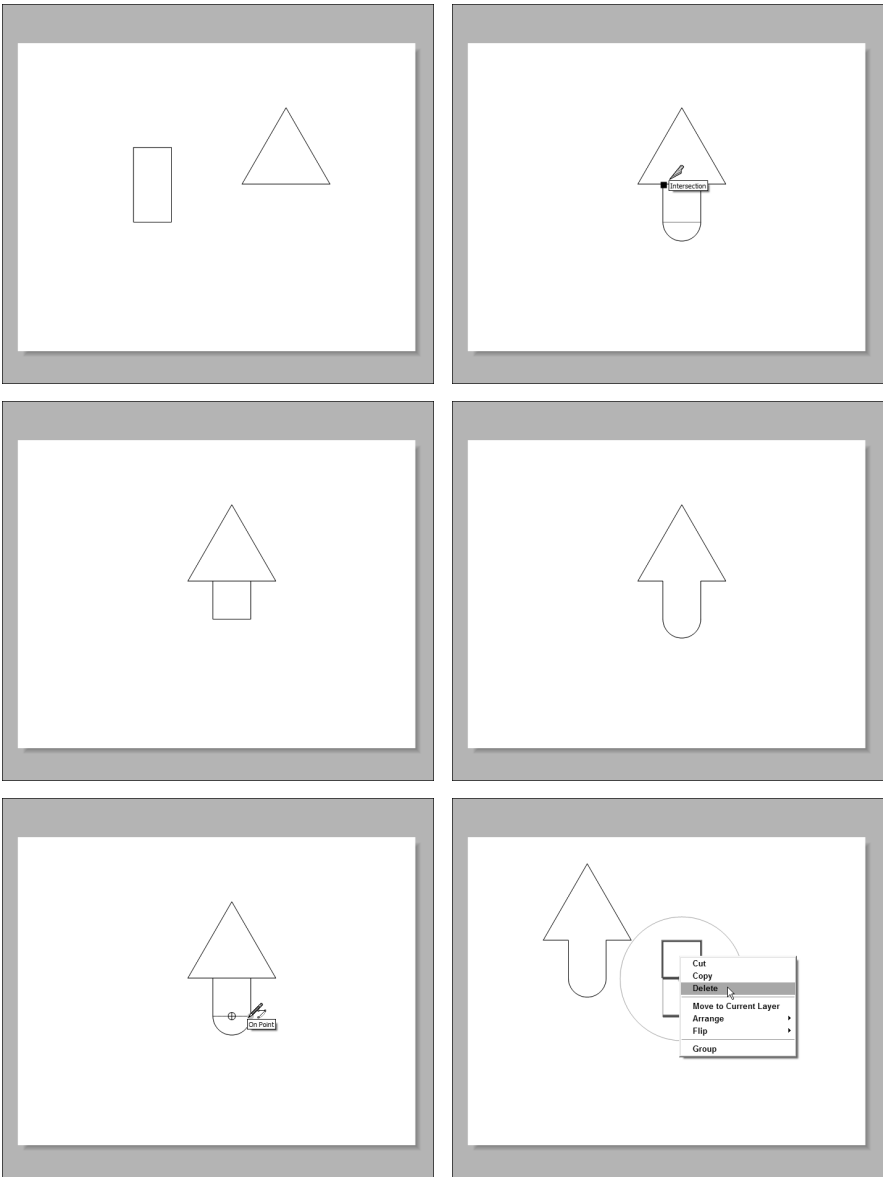 Intersection
On Point
Cut
Copy
Delete
Move to Current Layer
Arrange
Flip
Group